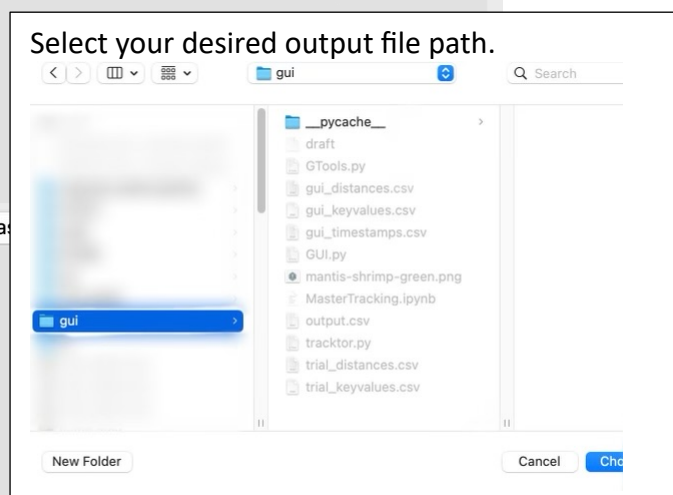 Select your desired output file path.
gui
Search
__pycache__
draft
GTools.py
gui_distances.csv
gui_keyvalues.csv
gui_timestamps.csv
GUI.py
mantis-shrimp-green.png
MasterTracking.ipynb
gui
output.csv
tracktor.py
trial_distances.csv
trial_keyvalues.csv
New Folder
Cancel